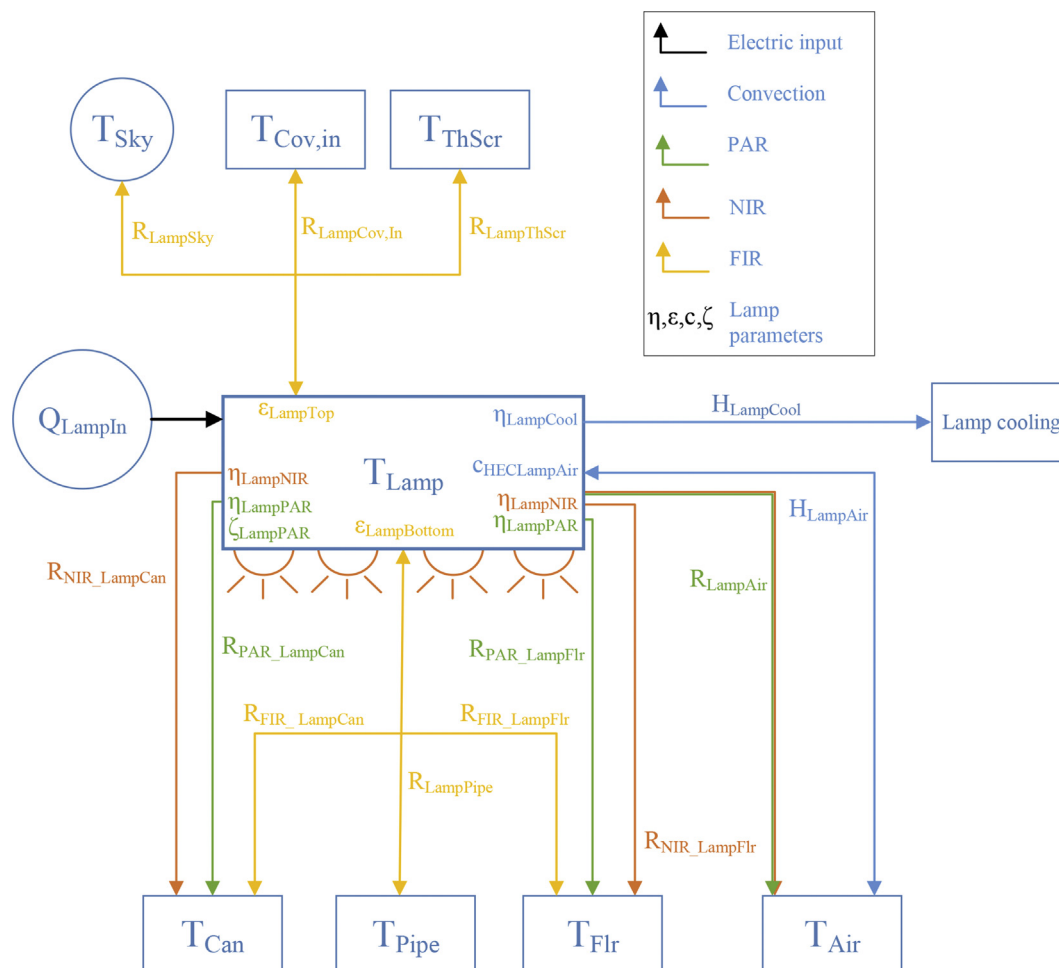 Electric input
Convection
PAR
NIR
FIR
η,ε,c,ζ Lamp
parameters
T_Sky
T_Cov,in
T_ThScr
R_LampSky
R_LampCov,In
R_LampThScr
Q_LampIn
ε_LampTop
η_LampCool
H_LampCool
Lamp cooling
η_LampNIR
T_Lamp
c_HECLampAir
η_LampPAR
η_LampNIR
ζ_LampPAR
ε_LampBottom
η_LampPAR
H_LampAir
R_NIR_LampCan
R_LampAir
R_PAR_LampCan
R_PAR_LampFlr
R_FIR_ LampCan
R_FIR_LampFlr
R_LampPipe
R_NIR_LampFlr
T_Can
T_Pipe
T_Flr
T_Air